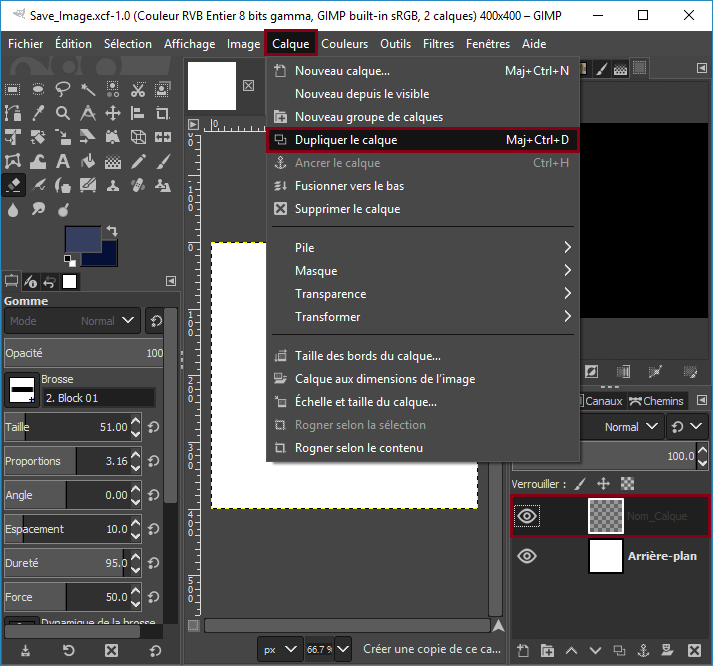 Save_Image.xcf-1.0 (Couleur RVB Entier 8 bits gamma, GIMP built-in sRGB, 2 calques) 400x400 – GIMP
Fichier Édition Sélection Affichage Image Calque Couleurs Outils Filtres Fenêtres Aide
Nouveau calque... Maj+Ctrl+N
Nouveau depuis le visible
Nouveau groupe de calques
Dupliquer le calque Maj+Ctrl+D
Ancrer le calque Ctrl+H
Fusionner vers le bas
Supprimer le calque
Pile
Masque
Transparence
Transformer
Taille des bords du calque...
Calque aux dimensions de l'image
Échelle et taille du calque...
Rogner selon la sélection
Rogner selon le contenu
Gomme
Mode Normal
Opacité 100
Brosse
2. Block 01
Taille 51.00
Proportions 3.16
Angle 0.00
Espacement 10.0
Dureté 95.0
Force 50.0
Dynamique de la brosse
0
0
100
200
300
400
500
px 66.7 % Créer une copie de ce ca...
Canaux Chemins
Normal
100.0
Verrouiller :
Nom_Calque
Arrière-plan